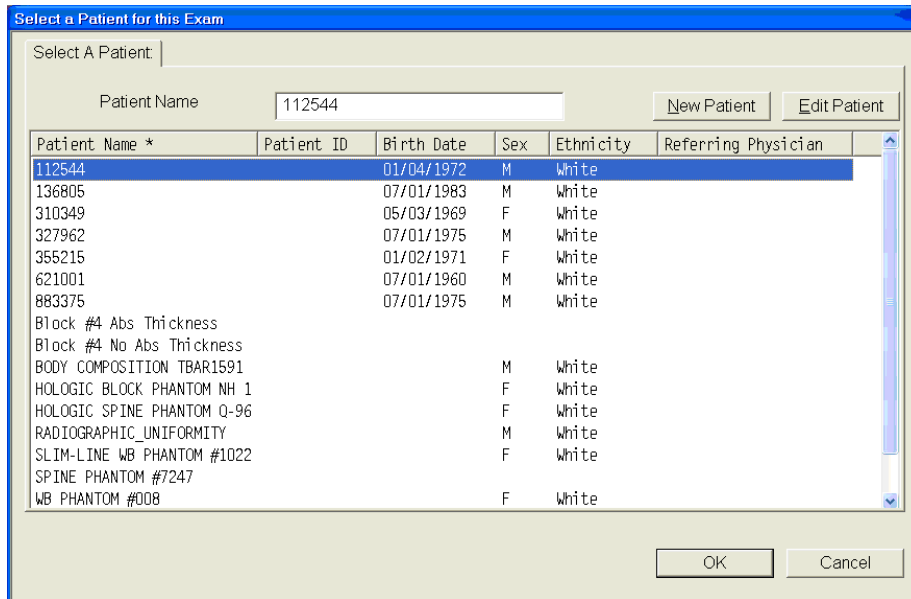 Select a Patient for this Exam
Select A Patient:
Patient Name 112544 New Patient Edit Patient
Patient Name * Patient ID Birth Date Sex Ethnicity Referring Physician
112544 01/04/1972 M White
136805 07/01/1983 M White
310349 05/03/1969 F White
327962 07/01/1975 M White
355215 01/02/1971 F White
621001 07/01/1960 M White
883375 07/01/1975 M White
Block #4 Abs Thickness
Block #4 No Abs Thickness
BODY COMPOSITION TBAR1591 M White
HOLOGIC BLOCK PHANTOM NH 1 F White
HOLOGIC SPINE PHANTOM Q-96 F White
RADIOGRAPHIC_UNIFORMITY M White
SLIM-LINE WB PHANTOM #1022 F White
SPINE PHANTOM #7247
WB PHANTOM #008 F White
OK Cancel